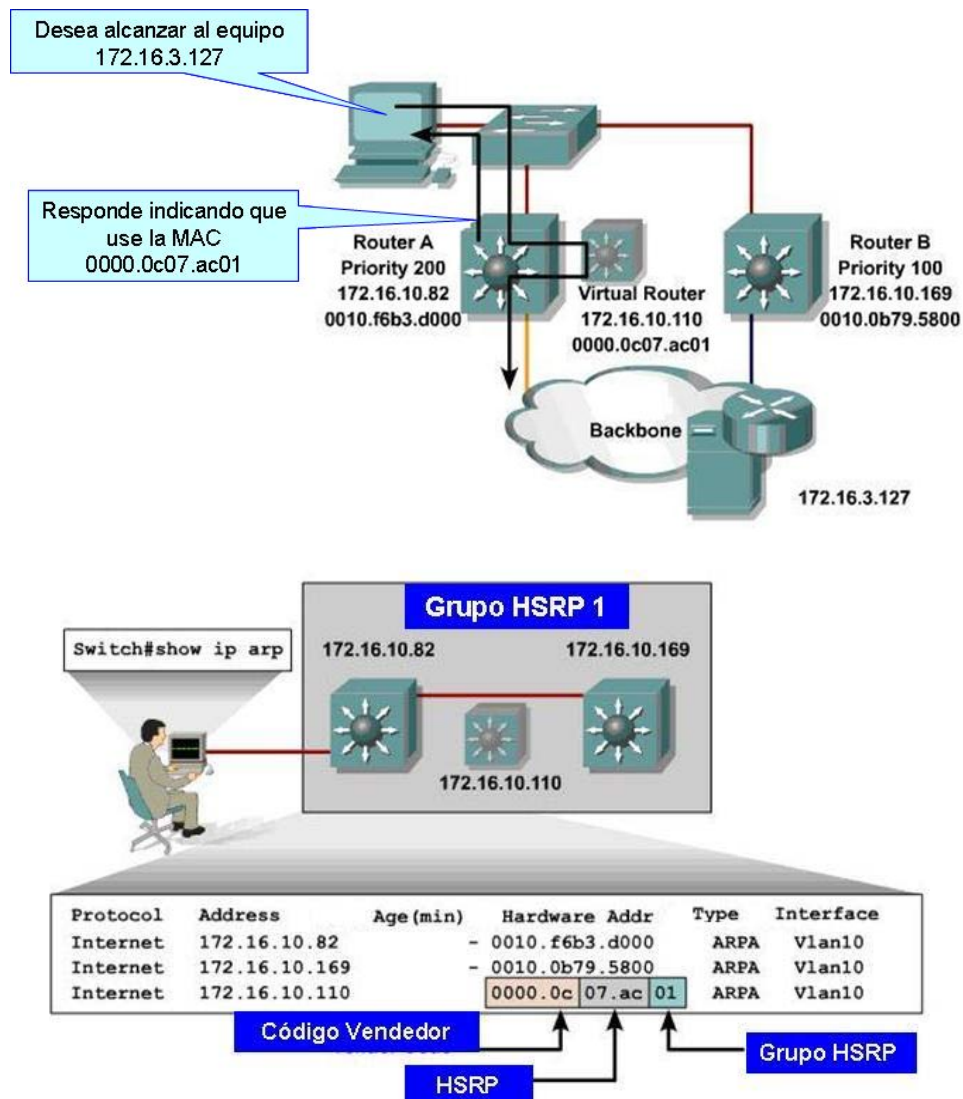 Desea alcanzar al equipo
172.16.3.127
Responde indicando que
use la MAC
0000.0c07.ac01
Router A
Priority 200
172.16.10.82
0010.f6b3.d000
Virtual Router
172.16.10.110
0000.0c07.ac01
Router B
Priority 100
172.16.10.169
0010.0b79.5800
Backbone
172.16.3.127
Grupo HSRP 1
Switch#show ip arp
172.16.10.82
172.16.10.169
172.16.10.110
Protocol Address Age(min) Hardware Addr Type Interface
Internet 172.16.10.82 - 0010.f6b3.d000 ARPA Vlan10
Internet 172.16.10.169 - 0010.0b79.5800 ARPA Vlan10
Internet 172.16.10.110 0000.0c 07.ac 01 ARPA Vlan10
Código Vendedor
HSRP
Grupo HSRP